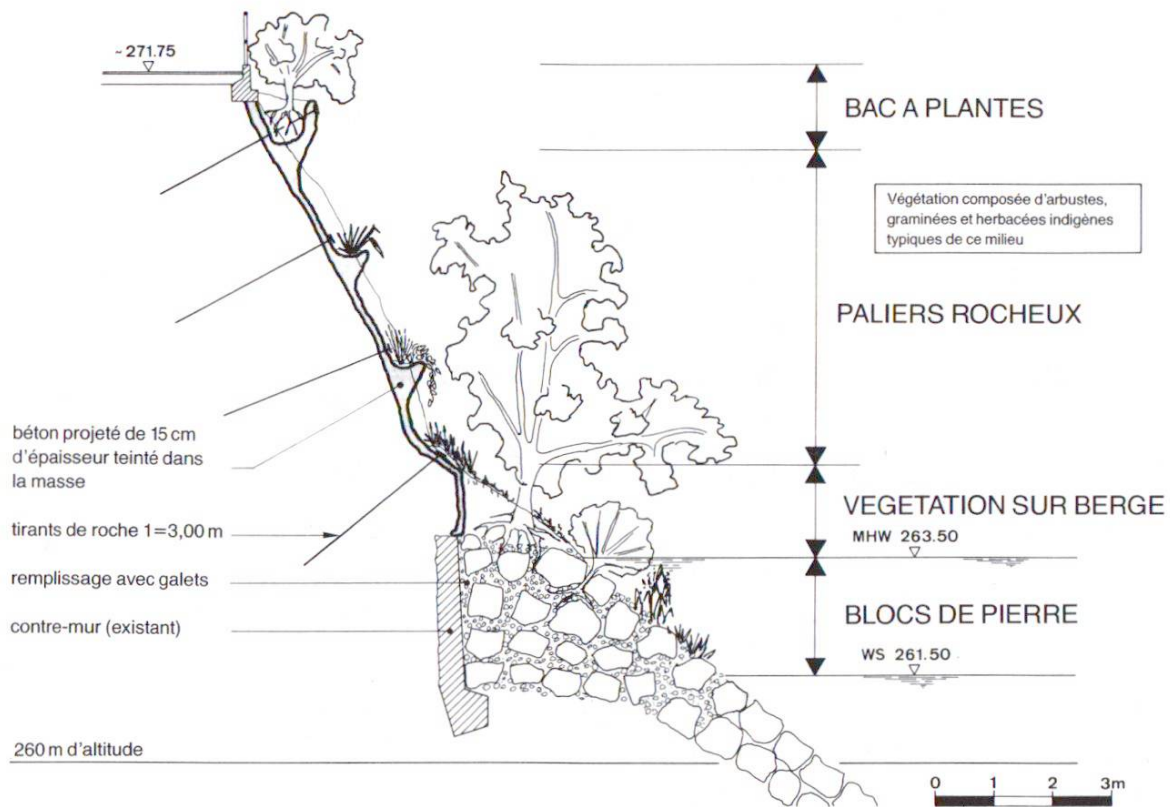 ~271.75
BAC A PLANTES
Végétation composée d'arbustes,
graminées et herbacées indigènes
typiques de ce milieu
PALIERS ROCHEUX
béton projeté de 15 cm
d'épaisseur teinté dans
la masse
tirants de roche 1=3,00 m
remplissage avec galets
contre-mur (existant)
VEGETATION SUR BERGE
MHW 263.50
BLOCS DE PIERRE
WS 261.50
260 m d'altitude
0 1 2 3m